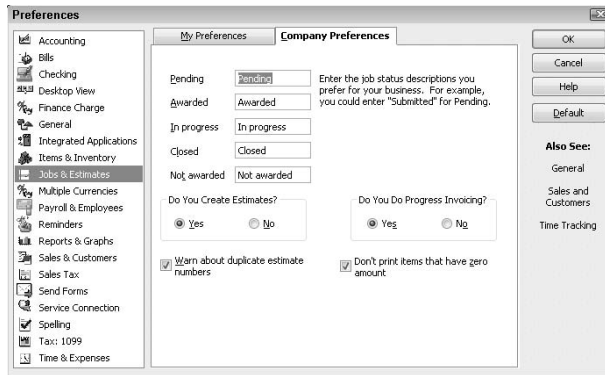 Preferences
Accounting
Bills
Checking
Desktop View
Finance Charge
General
Integrated Applications
Items & Inventory
Jobs & Estimates
Multiple Currencies
Payroll & Employees
Reminders
Reports & Graphs
Sales & Customers
Sales Tax
Send Forms
Service Connection
Spelling
Tax: 1099
Time & Expenses
My Preferences
Company Preferences
Pending Pending
Awarded Awarded
In progress In progress
Closed Closed
Not awarded Not awarded
Enter the job status descriptions you
prefer for your business. For example,
you could enter "Submitted" for Pending.
Do You Create Estimates?
Yes No
Do You Do Progress Invoicing?
Yes No
Warn about duplicate estimate
numbers
Don't print items that have zero
amount
OK
Cancel
Help
Default
Also See:
General
Sales and
Customers
Time Tracking